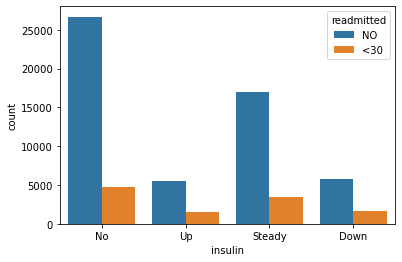 readmitted
NO
<30
25000
20000
15000
10000
5000
0
count
No Up Steady Down
insulin